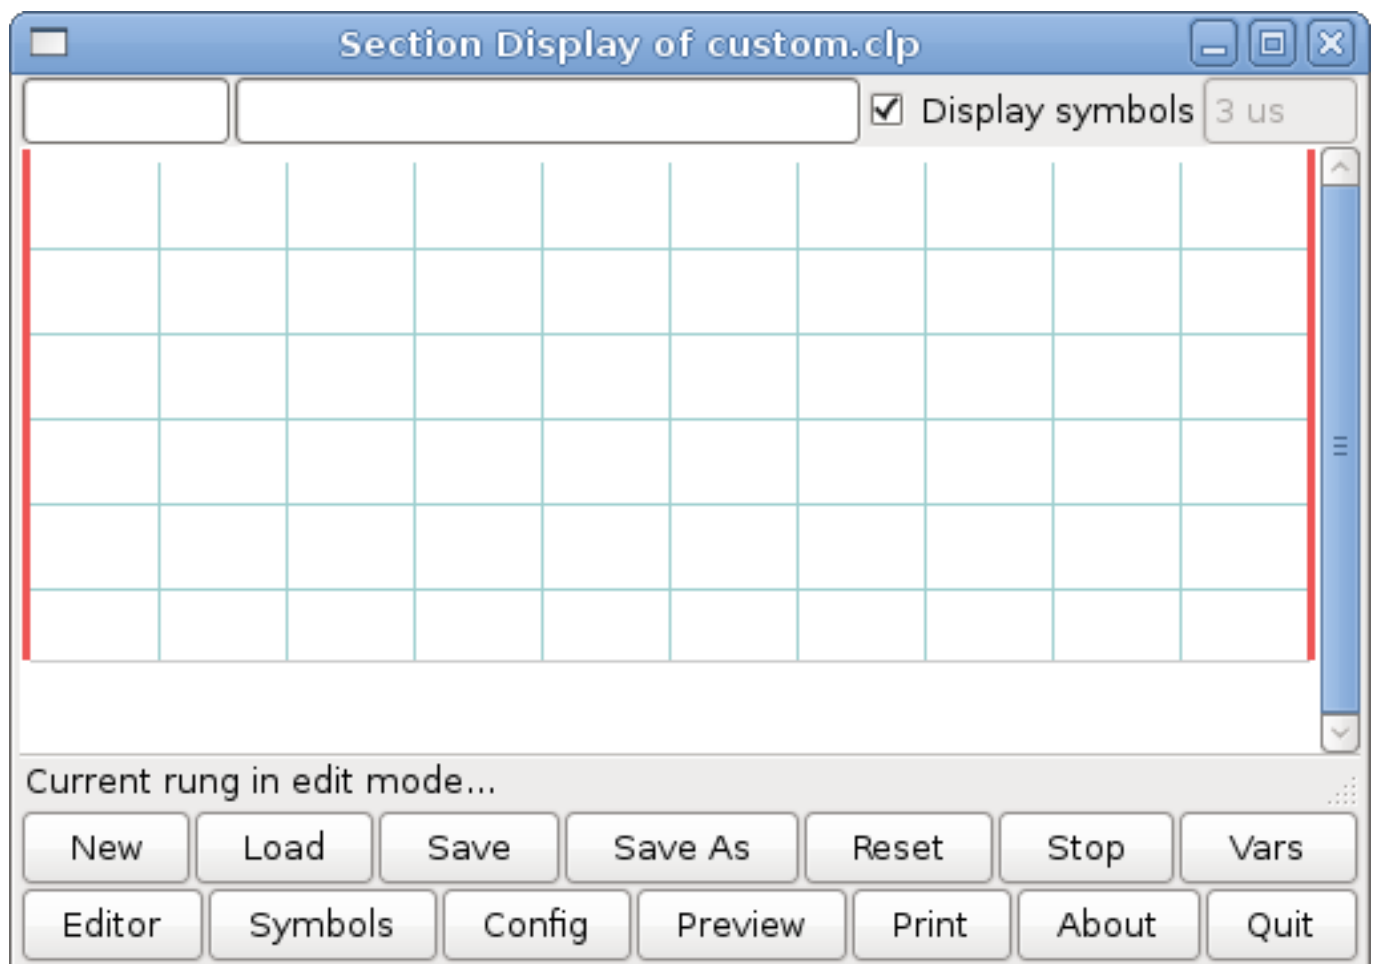 Section Display of custom.clp
Display symbols 3 us
Current rung in edit mode...
New Load Save Save As Reset Stop Vars
Editor Symbols Config Preview Print About Quit